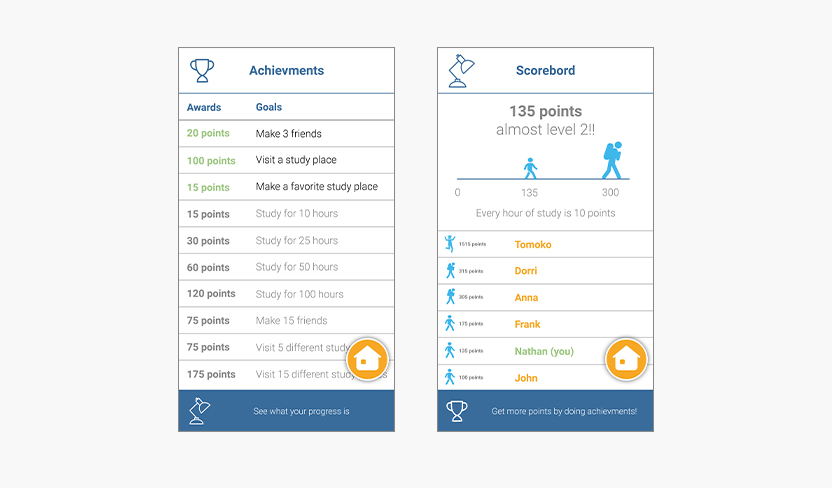 Achievments
Awards Goals
20 points Make 3 friends
100 points Visit a study place
15 points Make a favorite study place
15 points Study for 10 hours
30 points Study for 25 hours
60 points Study for 50 hours
120 points Study for 100 hours
75 points Make 15 friends
75 points Visit 5 different study
175 points Visit 15 different study
See what your progress is
Scorebord
135 points
almost level 2!!
0 135 300
Every hour of study is 10 points
1515 points Tomoko
315 points Dorri
305 points Anna
175 points Frank
135 points Nathan (you)
100 points John
Get more points by doing achievments!